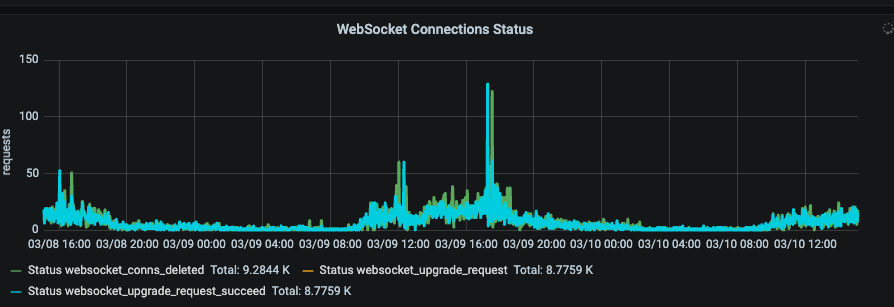 WebSocket Connections Status
150
100
50
0
requests
03/08 16:00 03/08 20:00 03/09 00:00 03/09 04:00 03/09 08:00 03/09 12:00 03/09 16:00 03/09 20:00 03/10 00:00 03/10 04:00 03/10 08:00 03/10 12:00
Status websocket_conns_deleted Total: 9.2844 K Status websocket_upgrade_request Total: 8.7759 K
Status websocket_upgrade_request_succeed Total: 8.7759 K